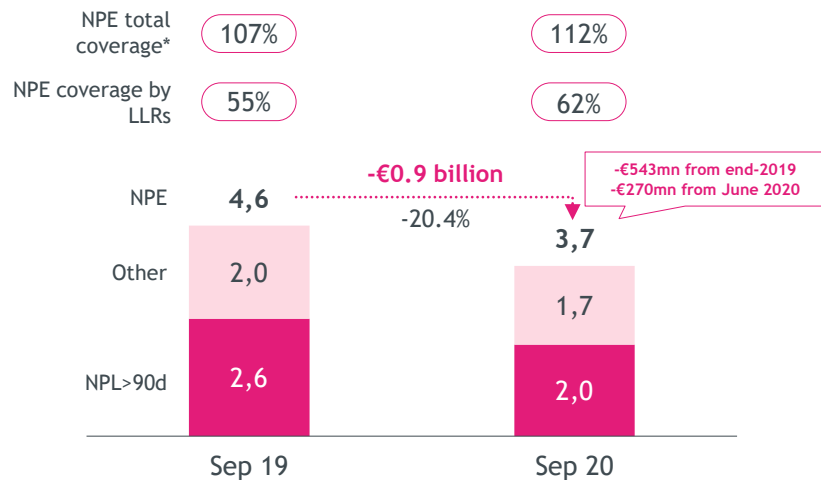 NPE total
coverage*
107%
112%
NPE coverage by
LLRs
55%
62%
-€0.9 billion
-€543mn from end-2019
-€270mn from June 2020
NPE
4,6
-20.4%
3,7
Other
2,0
1,7
NPL>90d
2,6
2,0
Sep 19
Sep 20